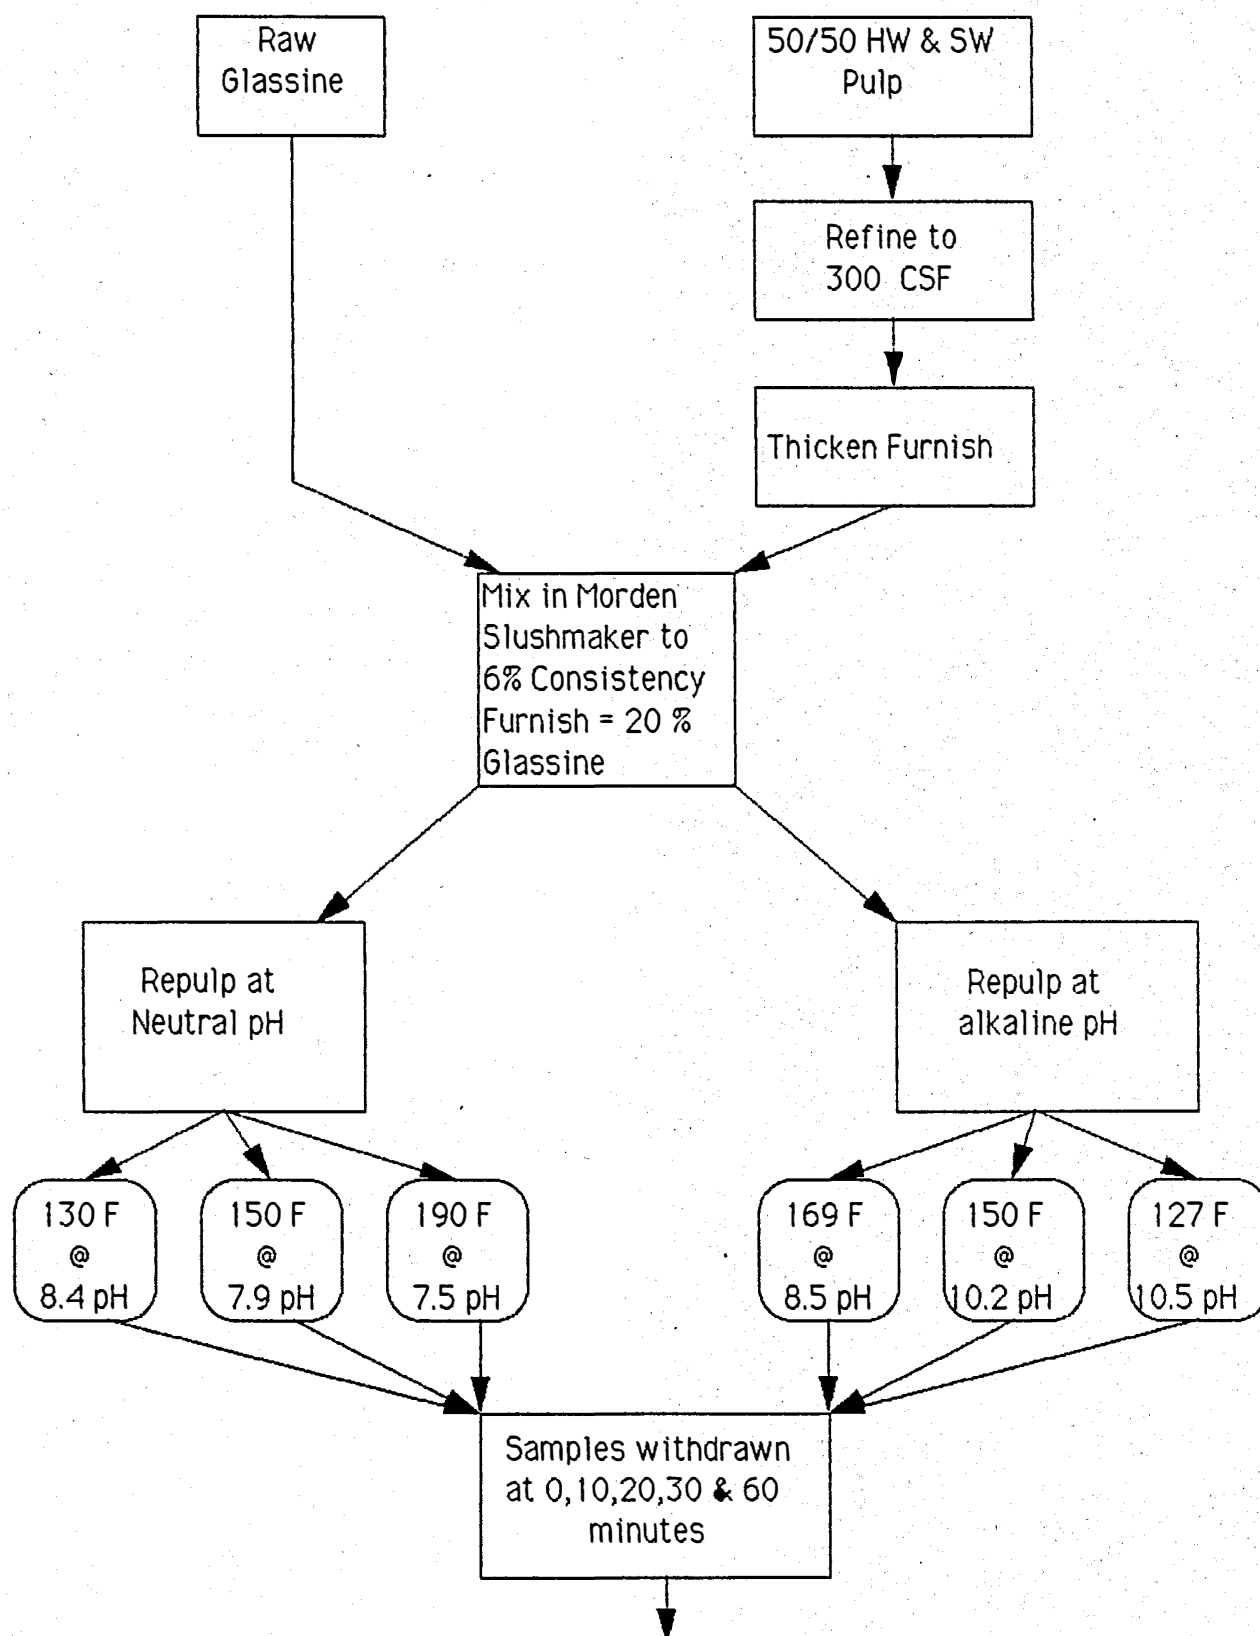 Raw
Glassine
50/50 HW & SW
Pulp
Refine to
300 CSF
Thicken Furnish
Mix in Morden
Slushmaker to
6% Consistency
Furnish = 20 %
Glassine
Repulp at
Neutral pH
Repulp at
alkaline pH
130 F
@
8.4 pH
150 F
@
7.9 pH
190 F
@
7.5 pH
169 F
@
8.5 pH
150 F
@
10.2 pH
127 F
@
10.5 pH
Samples withdrawn
at 0,10,20,30 & 60
minutes